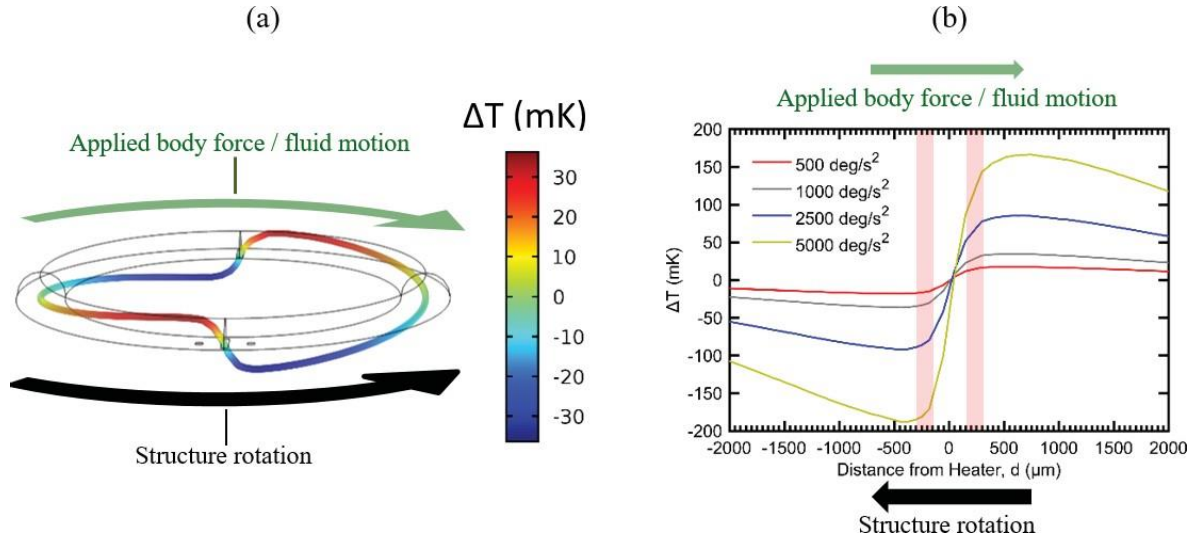 (a)
Applied body force / fluid motion
ΔT (mK)
30
20
10
0
-10
-20
-30
Structure rotation
(b)
Applied body force / fluid motion
200
150
100
50
0
-50
-100
-150
-200
ΔT (mK)
500 deg/s²
1000 deg/s²
2500 deg/s²
5000 deg/s²
-2000 -1500 -1000 -500 0 500 1000 1500 2000
Distance from Heater, d (μm)
Structure rotation